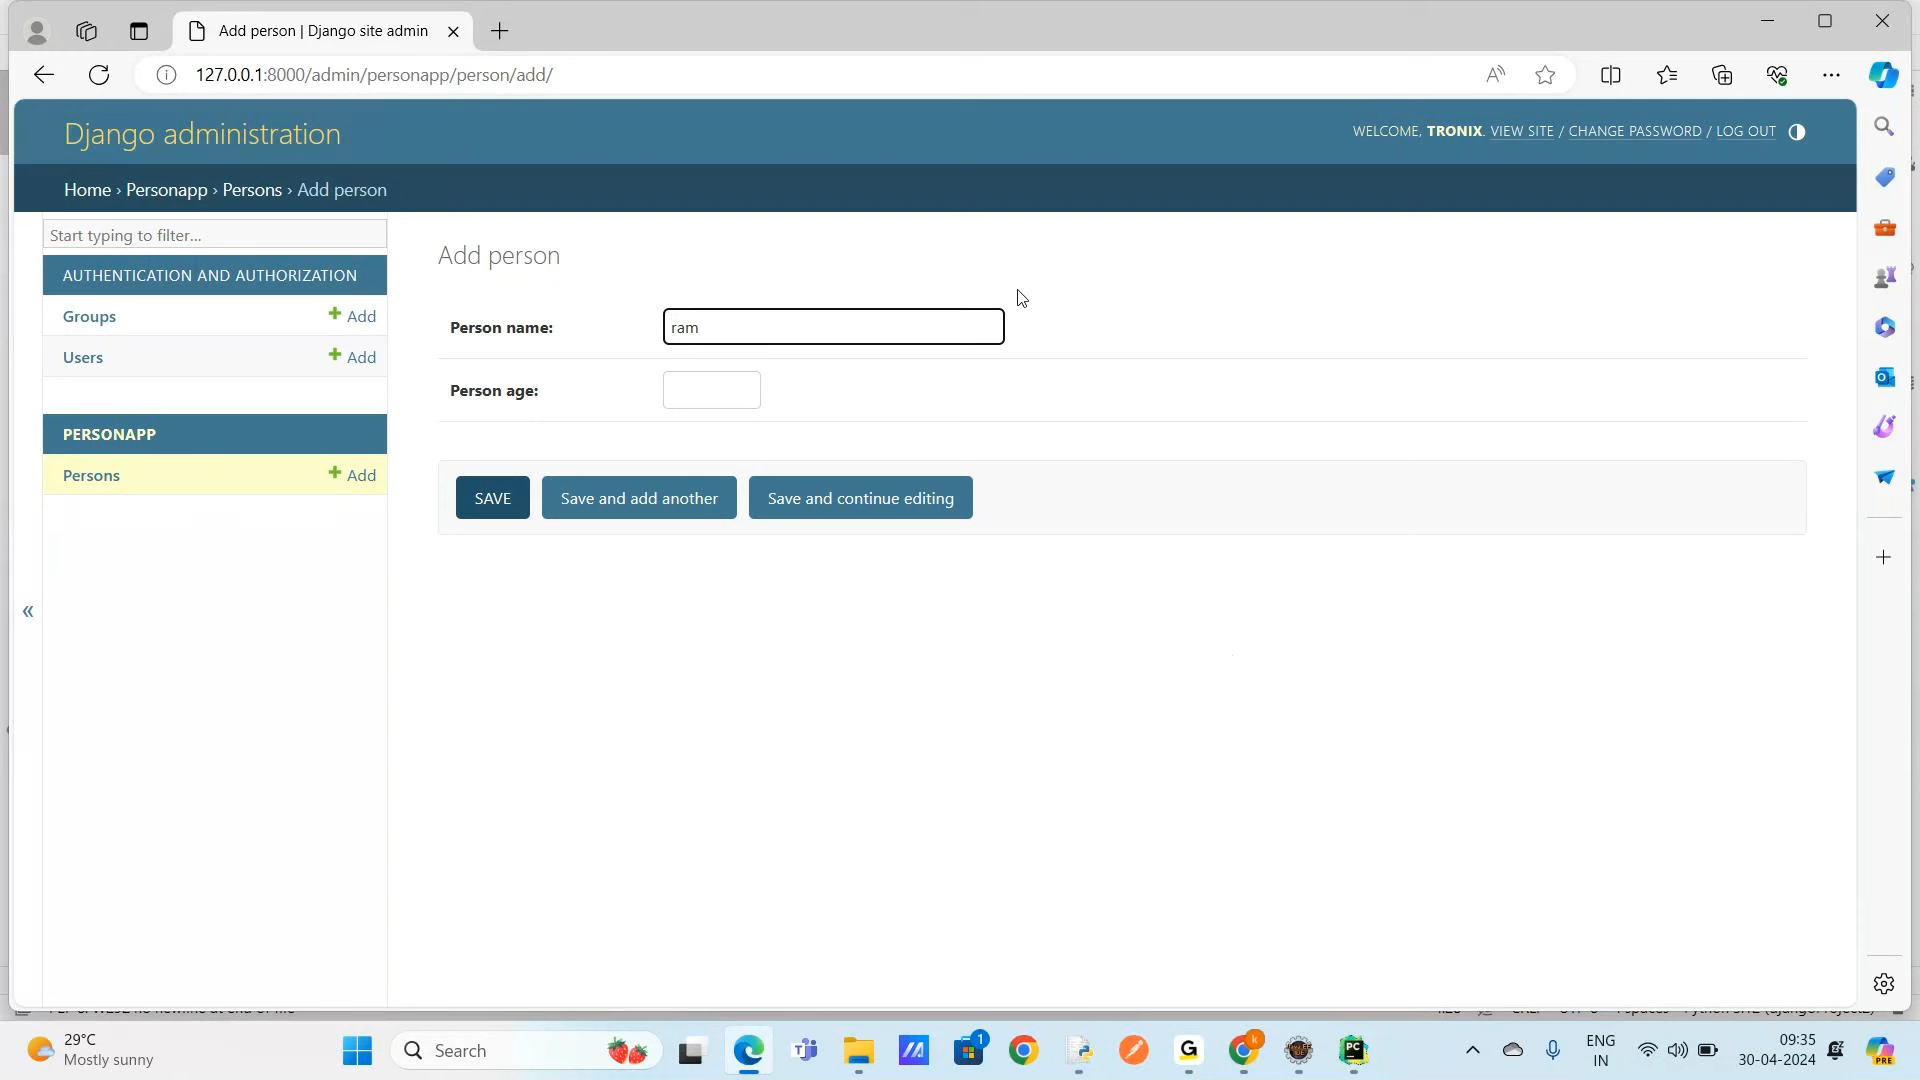 Add person | Django site admin
127.0.0.1:8000/admin/personapp/person/add/
Django administration
WELCOME, TRONIX. VIEW SITE / CHANGE PASSWORD / LOG OUT
Home › Personapp › Persons › Add person
Start typing to filter...
AUTHENTICATION AND AUTHORIZATION
Groups
Add
Users
Add
PERSONAPP
Persons
Add
«
Add person
Person name:
ram
Person age:
SAVE
Save and add another
Save and continue editing
29°C
Mostly sunny
Search
1
PC
G
k
PRE
ENG
IN
09:35
30-04-2024